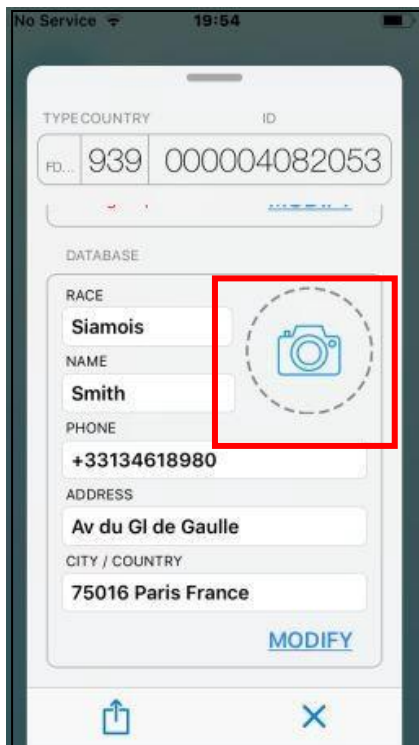 No Service 19:54
TYPE COUNTRY ID
FD... 939 000004082053
MODIFY
DATABASE
RACE
Siamois
NAME
Smith
PHONE
+33134618980
ADDRESS
Av du Gl de Gaulle
CITY / COUNTRY
75016 Paris France
MODIFY